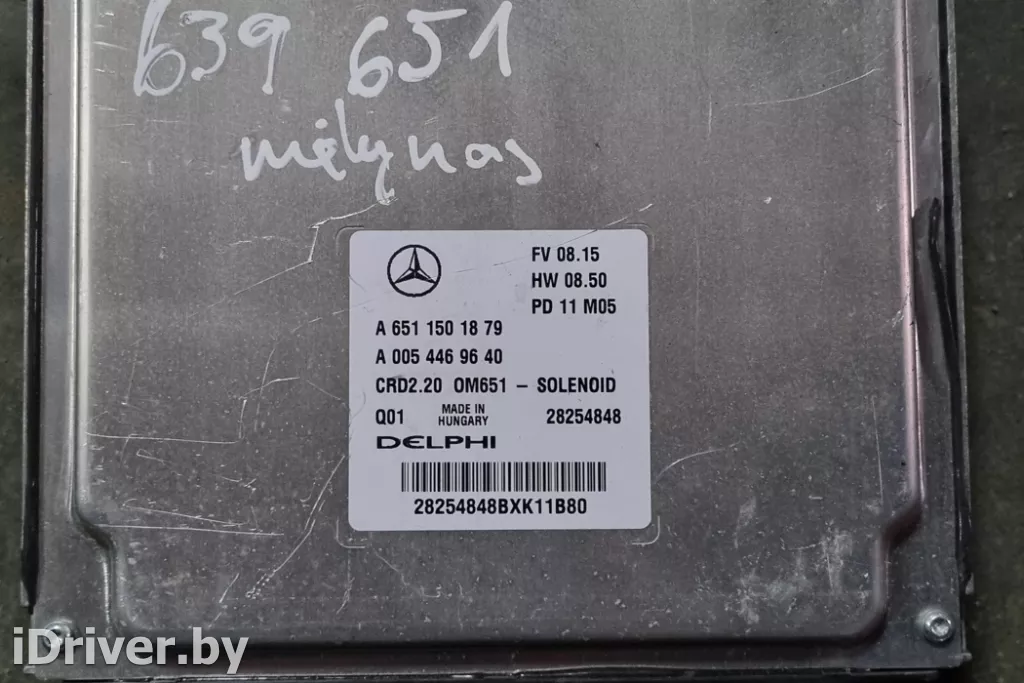 639 651
mėlynas
FV 08.15
HW 08.50
PD 11 M05
A 651 150 18 79
A 005 446 96 40
CRD2.20 OM651 – SOLENOID
Q01 MADE IN HUNGARY 28254848
DELPHI
28254848BXK11B80
iDriver.by